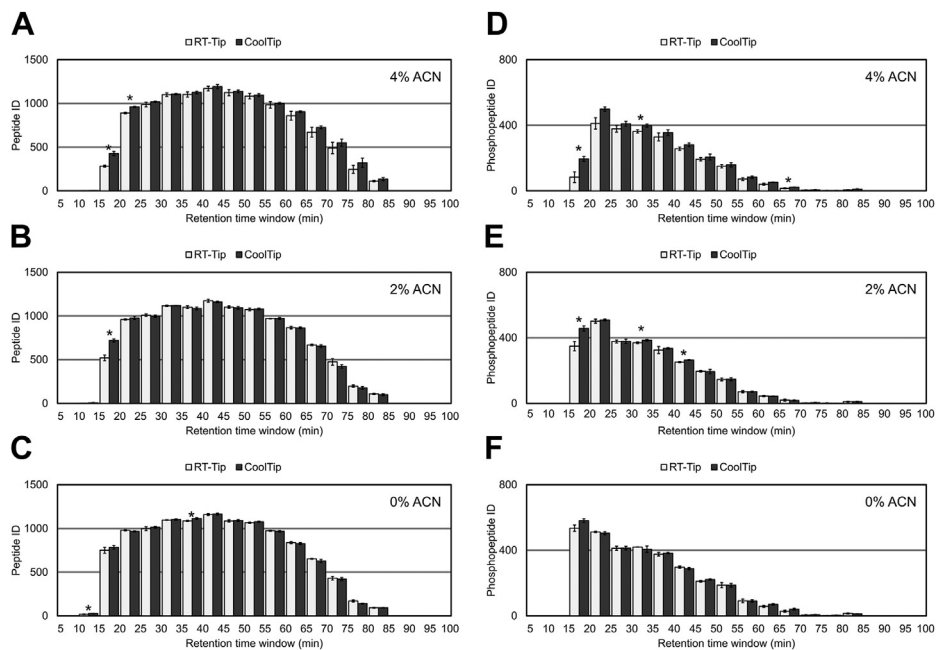 A
RT-Tip CoolTip
4% ACN
Peptide ID
1500
1000
500
0
*
*
5 10 15 20 25 30 35 40 45 50 55 60 65 70 75 80 85 90 95 100
Retention time window (min)
D
RT-Tip CoolTip
4% ACN
Phosphopeptide ID
800
400
0
*
*
*
5 10 15 20 25 30 35 40 45 50 55 60 65 70 75 80 85 90 95 100
Retention time window (min)
B
RT-Tip CoolTip
2% ACN
Peptide ID
1500
1000
500
0
*
5 10 15 20 25 30 35 40 45 50 55 60 65 70 75 80 85 90 95 100
Retention time window (min)
E
RT-Tip CoolTip
2% ACN
Phosphopeptide ID
800
400
0
*
*
*
5 10 15 20 25 30 35 40 45 50 55 60 65 70 75 80 85 90 95 100
Retention time window (min)
C
RT-Tip CoolTip
0% ACN
Peptide ID
1500
1000
500
0
*
*
5 10 15 20 25 30 35 40 45 50 55 60 65 70 75 80 85 90 95 100
Retention time window (min)
F
RT-Tip CoolTip
0% ACN
Phosphopeptide ID
800
400
0
5 10 15 20 25 30 35 40 45 50 55 60 65 70 75 80 85 90 95 100
Retention time window (min)